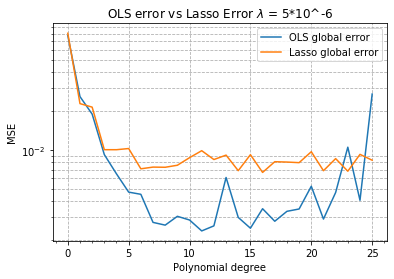 OLS error vs Lasso Error λ = 5*10^-6
OLS global error
Lasso global error
MSE
10⁻²
0 5 10 15 20 25
Polynomial degree